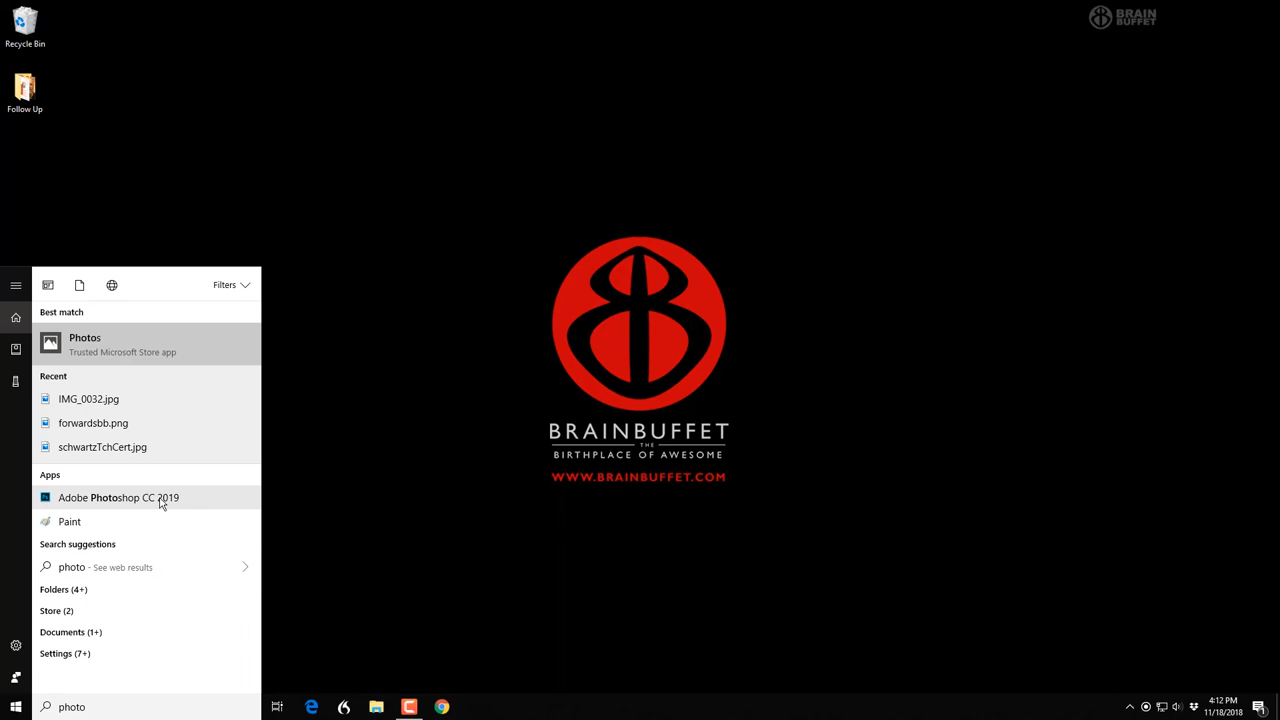 Recycle Bin
Follow Up
BRAIN
BUFFET
Filters
Best match
Photos
Trusted Microsoft Store app
Recent
IMG_0032.jpg
forwardsbb.png
schwartzTchCert.jpg
Apps
Adobe Photoshop CC 2019
Paint
Search suggestions
photo - See web results
Folders (4+)
Store (2)
Documents (1+)
Settings (7+)
photo
BRAINBUFFET
THE
BIRTHPLACE OF AWESOME
WWW.BRAINBUFFET.COM
4:12 PM
11/18/2018
1